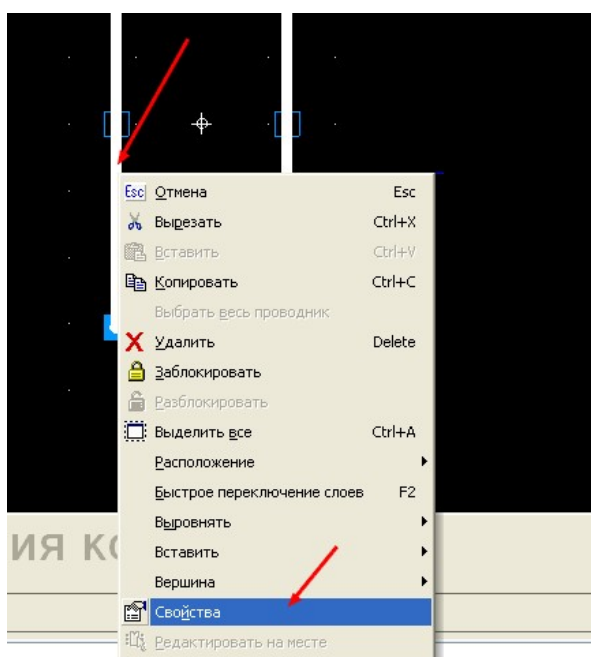 Esc Отмена Esc
Вырезать Ctrl+X
Вставить Ctrl+V
Копировать Ctrl+C
Выбрать весь проводник
Удалить Delete
Заблокировать
Разблокировать
Выделить все Ctrl+A
Расположение
Быстрое переключение слоев F2
Выровнять
ИЯ К
Вставить
Вершина
Свойства
Редактировать на месте